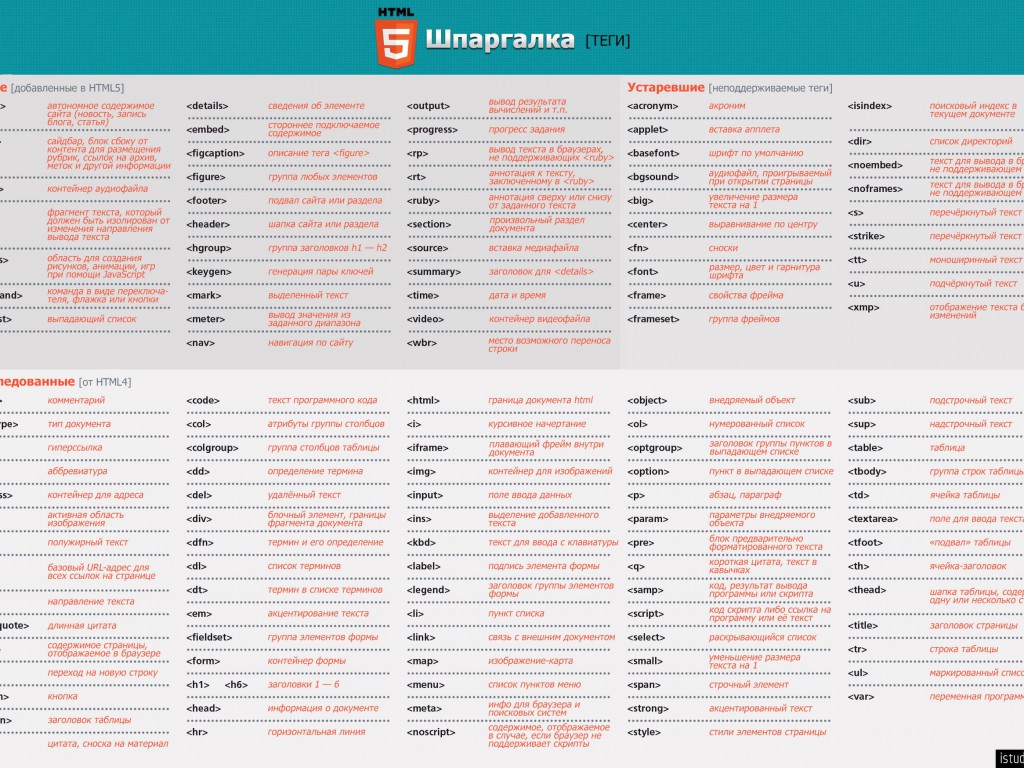 HTML
5
Шпаргалка [ТЕГИ]
е [добавленные в HTML5]
>
автономное содержимое
сайта (новость, запись
блога, статья)
сайдбар, блок сбоку от
контента для размещения
рубрик, ссылок на архив,
меток и другой информации
>
контейнер аудиофайла
фрагмент текста, который
должен быть изолирован от
изменения направления
вывода текста
s>
область для создания
рисунков, анимации, игр
при помощи JavaScript
and>
команда в виде переключа-
теля, флажка или кнопки
st>
выпадающий список
<details>
сведения об элементе
<embed>
стороннее подключаемое
содержимое
<figcaption>
описание тега <figure>
<figure>
группа любых элементов
<footer>
подвал сайта или раздела
<header>
шапка сайта или раздела
<hgroup>
группа заголовков h1 — h2
<keygen>
генерация пары ключей
<mark>
выделенный текст
<meter>
вывод значения из
заданного диапазона
<nav>
навигация по сайту
<output>
вывод результата
вычислений и т.п.
<progress>
прогресс задания
<rp>
вывод текста в браузерах,
не поддерживающих <ruby>
<rt>
аннотация к тексту,
заключенному в <ruby>
<ruby>
аннотация сверху или снизу
от заданного текста
<section>
произвольный раздел
документа
<source>
вставка медиафайла
<summary>
заголовок для <details>
<time>
дата и время
<video>
контейнер видеофайла
<wbr>
место возможного переноса
строки
Устаревшие [неподдерживаемые теги]
<acronym>
акроним
<applet>
вставка апплета
<basefont>
шрифт по умолчанию
<bgsound>
аудиофайл, проигрываемый
при открытии страницы
<big>
увеличение размера
текста на 1
<center>
выравнивание по центру
<fn>
сноски
<font>
размер, цвет и гарнитура
шрифта
<frame>
свойства фрейма
<frameset>
группа фреймов
<isindex>
поисковый индекс в
текущем документе
<dir>
список директорий
<noembed>
текст для вывода в бр
не поддерживающем
<noframes>
текст для вывода в бр
не поддерживающем
<s>
перечёркнутый текст
<strike>
перечёркнутый текст
<tt>
моноширинный текст
<u>
подчёркнутый текст
<xmp>
отображение текста б
изменений
ледованные [от HTML4]
>
комментарий
ype>
тип документа
гиперссылка
аббревиатура
ss>
контейнер для адреса
активная область
изображения
полужирный текст
базовый URL-адрес для
всех ссылок на странице
направление текста
quote>
длинная цитата
содержимое страницы,
отображаемое в браузере
переход на новую строку
n>
кнопка
n>
заголовок таблицы
цитата, сноска на материал
<code>
текст программного кода
<col>
атрибуты группы столбцов
<colgroup>
группа столбцов таблицы
<dd>
определение термина
<del>
удалённый текст
<div>
блочный элемент, границы
фрагмента документа
<dfn>
термин и его определение
<dl>
список терминов
<dt>
термин в списке терминов
<em>
акцентирование текста
<fieldset>
группа элементов формы
<form>
контейнер формы
<h1> <h6>
заголовки 1 — 6
<head>
информация о документе
<hr>
горизонтальная линия
<html>
граница документа html
<i>
курсивное начертание
<iframe>
плавающий фрейм внутри
документа
<img>
контейнер для изображений
<input>
поле ввода данных
<ins>
выделение добавленного
текста
<kbd>
текст для ввода с клавиатуры
<label>
подпись элемента формы
<legend>
заголовок группы элементов
формы
<li>
пункт списка
<link>
связь с внешним документом
<map>
изображение-карта
<menu>
список пунктов меню
<meta>
инфо для браузера и
поисковых систем
<noscript>
содержимое, отображаемое
в случае, если браузер не
поддерживает скрипты
<object>
внедряемый объект
<ol>
нумерованный список
<optgroup>
заголовок группы пунктов в
выпадающем списке
<option>
пункт в выпадающем списке
<p>
абзац, параграф
<param>
параметры внедряемого
объекта
<pre>
блок предварительно
форматированного текста
<q>
короткая цитата, текст в
кавычках
<samp>
код, результат вывода
программы или скрипта
<script>
код скрипта либо ссылка на
программу или её текст
<select>
раскрывающийся список
<small>
уменьшение размера
текста на 1
<span>
строчный элемент
<strong>
акцентированный текст
<style>
стили элементов страницы
<sub>
подстрочный текст
<sup>
надстрочный текст
<table>
таблица
<tbody>
группа строк таблицы
<td>
ячейка таблицы
<textarea>
поле для ввода текста
<tfoot>
«подвал» таблицы
<th>
ячейка-заголовок
<thead>
шапка таблицы, содер
одну или несколько с
<title>
заголовок страницы
<tr>
строка таблицы
<ul>
маркированный список
<var>
переменная программ
istud